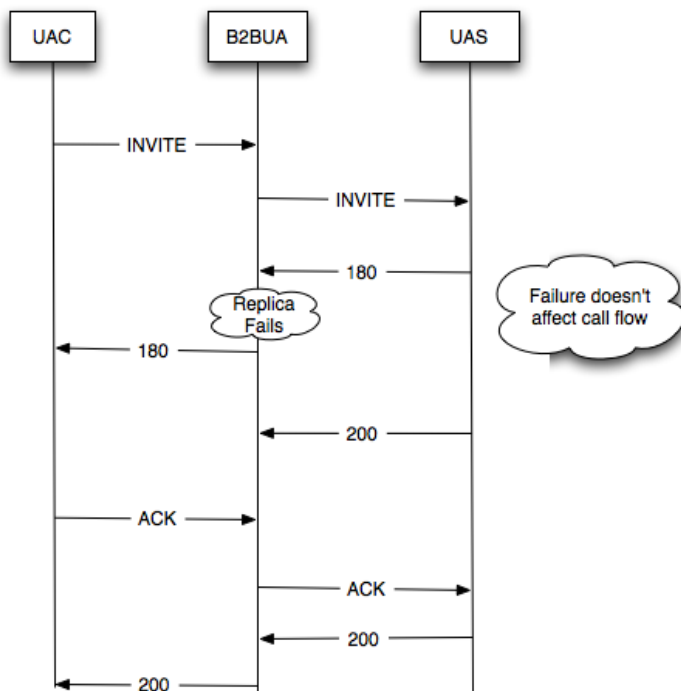 UAC
B2BUA
UAS
INVITE
INVITE
180
Replica
Fails
Failure doesn't
affect call flow
180
200
ACK
ACK
200
200